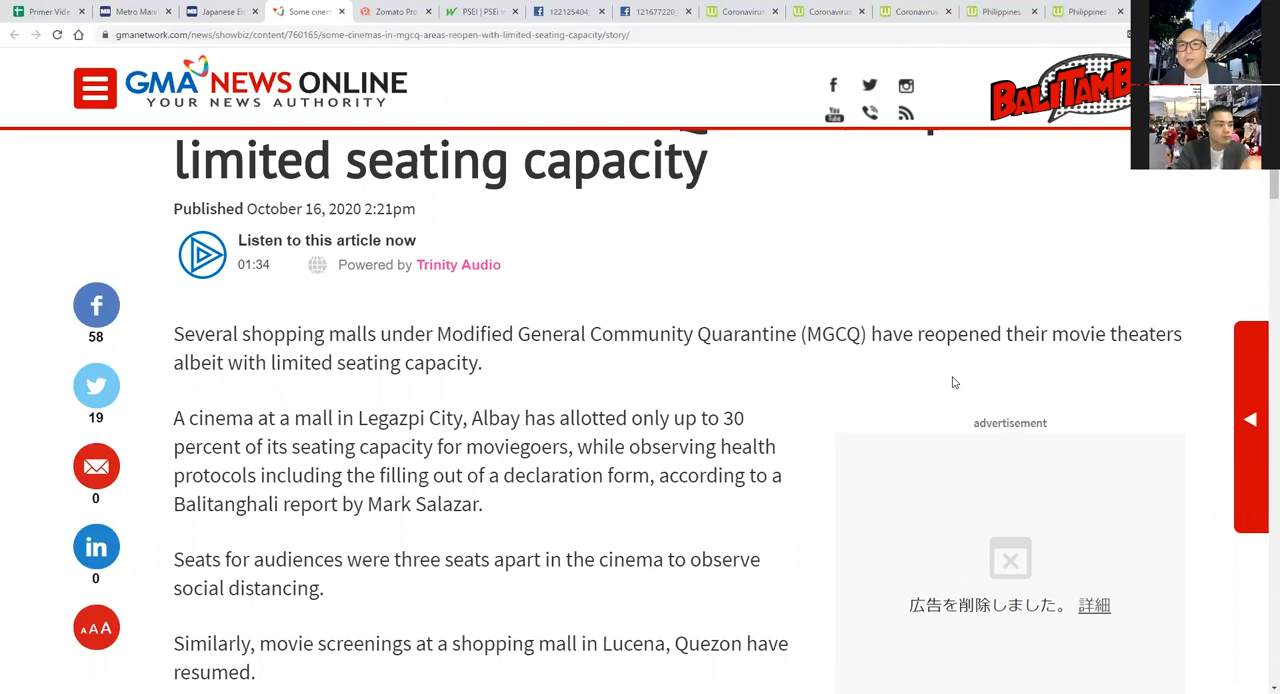 Primer Vide
Metro Mani
Japanese En
Some cinem
Zomato Pro
PSEI | PSEi In
122125404_
121677220_
Coronavirus
Coronavirus
Coronavirus
Philippines
Philippines
gmanetwork.com/news/showbiz/content/760165/some-cinemas-in-mgcq-areas-reopen-with-limited-seating-capacity/story/
GMA NEWS ONLINE
YOUR NEWS AUTHORITY
BALITAMB
limited seating capacity
Published October 16, 2020 2:21pm
Listen to this article now
01:34 Powered by Trinity Audio
58
19
0
0
AAA
Several shopping malls under Modified General Community Quarantine (MGCQ) have reopened their movie theaters
albeit with limited seating capacity.
A cinema at a mall in Legazpi City, Albay has allotted only up to 30
percent of its seating capacity for moviegoers, while observing health
protocols including the filling out of a declaration form, according to a
Balitanghali report by Mark Salazar.
Seats for audiences were three seats apart in the cinema to observe
social distancing.
Similarly, movie screenings at a shopping mall in Lucena, Quezon have
resumed.
advertisement
広告を削除しました。 詳細